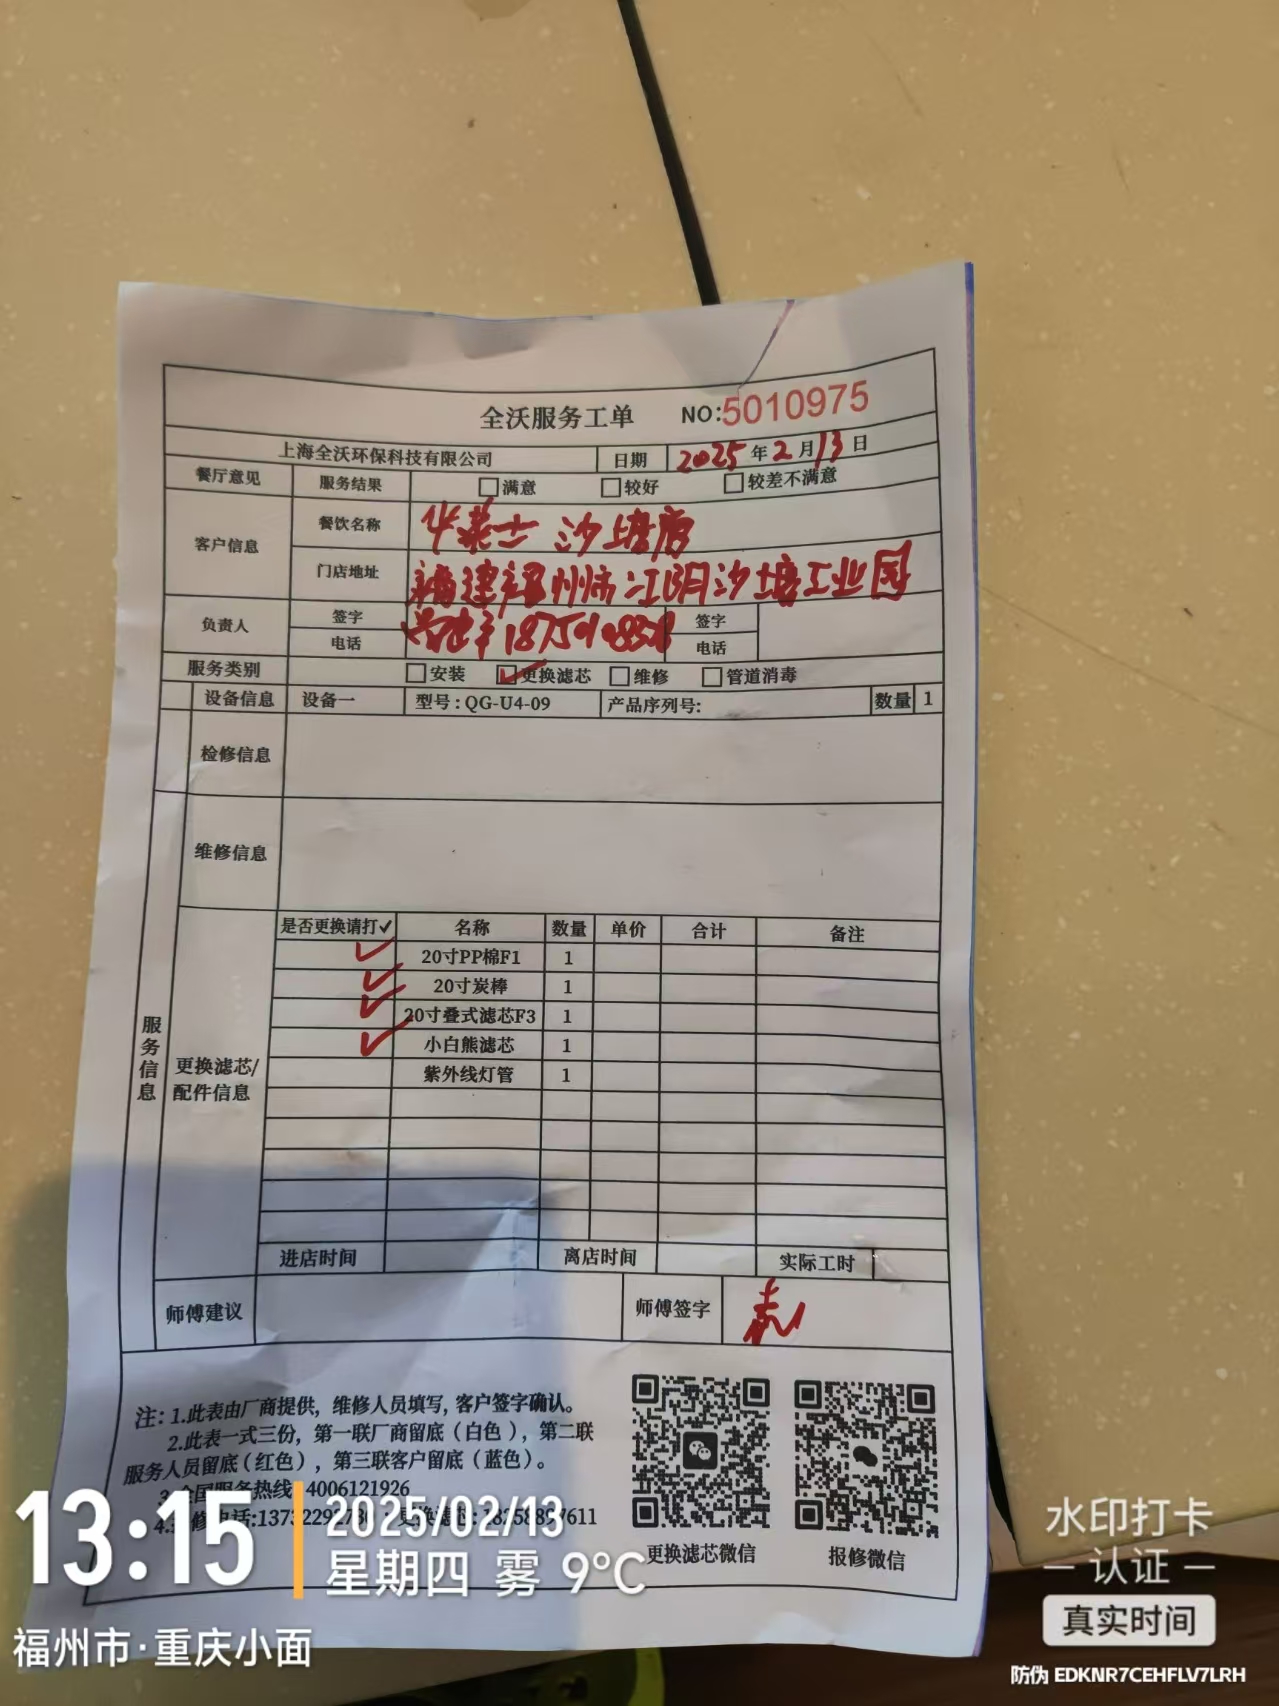 全沃服务工单 NO:5010975
上海全沃环保科技有限公司 日期 2025年2月13日
餐厅意见 服务结果 满意 较好 较差不满意
客户信息 餐饮名称 华莱士 沙塘店
门店地址 福建福州市江阴沙塘工业园
负责人 签字 签字
电话 电话
服务类别 安装 更换滤芯 维修 管道消毒
设备信息 设备一 型号:QG-U4-09 产品序列号: 数量 1
检修信息
维修信息
服务信息
更换滤芯/配件信息
是否更换请打✓ 名称 数量 单价 合计 备注
✓ 20寸PP棉F1 1
✓ 20寸炭棒 1
✓ 20寸叠式滤芯F3 1
✓ 小白熊滤芯 1
紫外线灯管 1
进店时间 离店时间 实际工时
师傅建议 师傅签字
注:1.此表由厂商提供,维修人员填写,客户签字确认。
2.此表一式三份,第一联厂商留底(白色),第二联
服务人员留底(红色),第三联客户留底(蓝色)。
3.全国服务热线:4006121926
更换滤芯微信 报修微信
13:15
2025/02/13
星期四 雾 9°C
福州市·重庆小面
水印打卡
认证
真实时间
防伪 EDKNR7CEHFLV7LRH